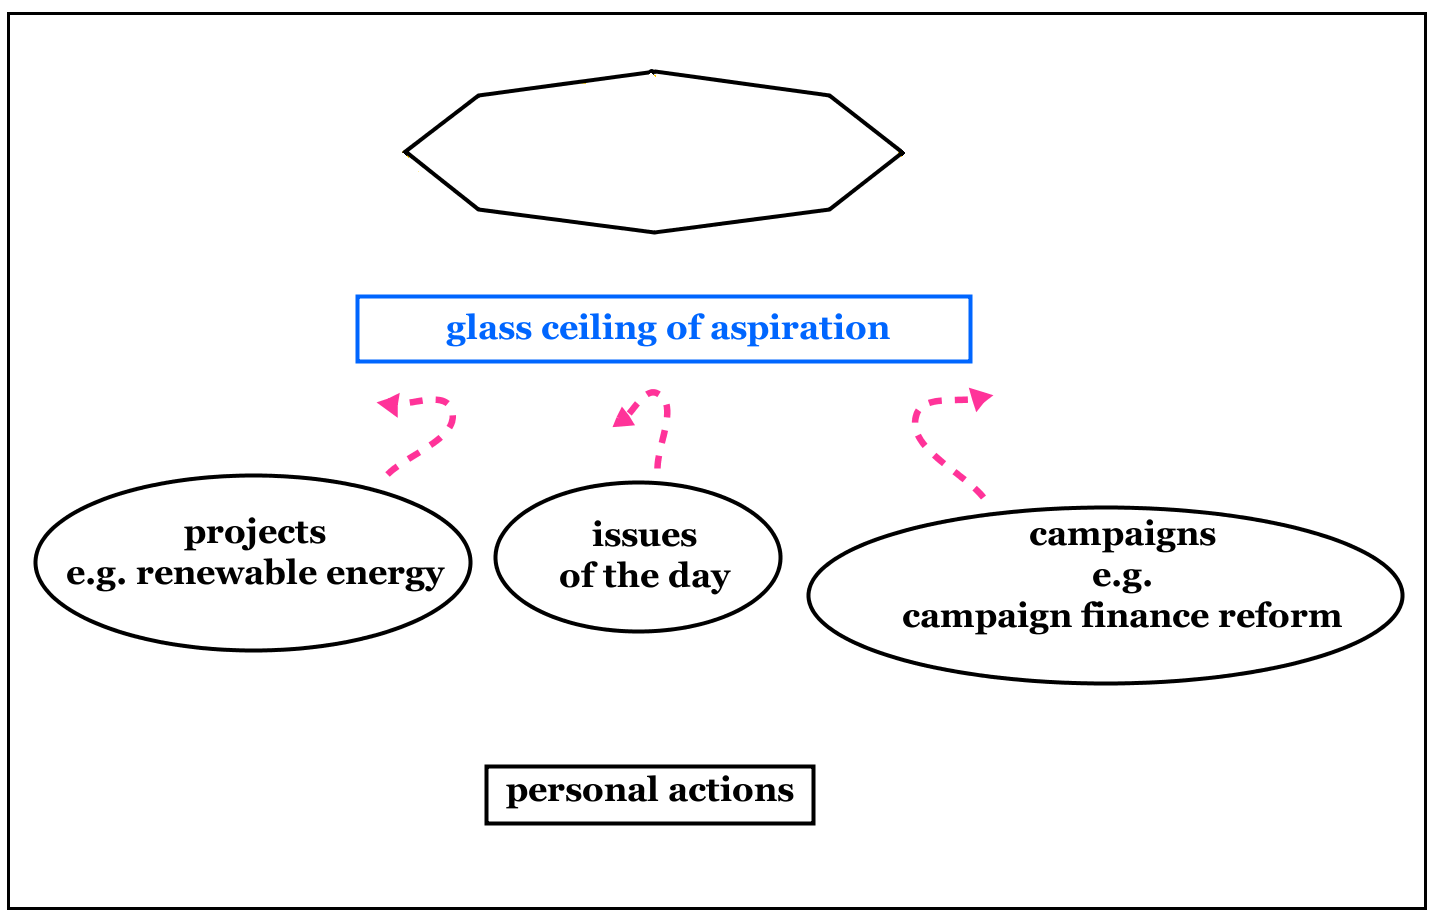 glass ceiling of aspiration
projects
e.g. renewable energy
issues
of the day
campaigns
e.g.
campaign finance reform
personal actions